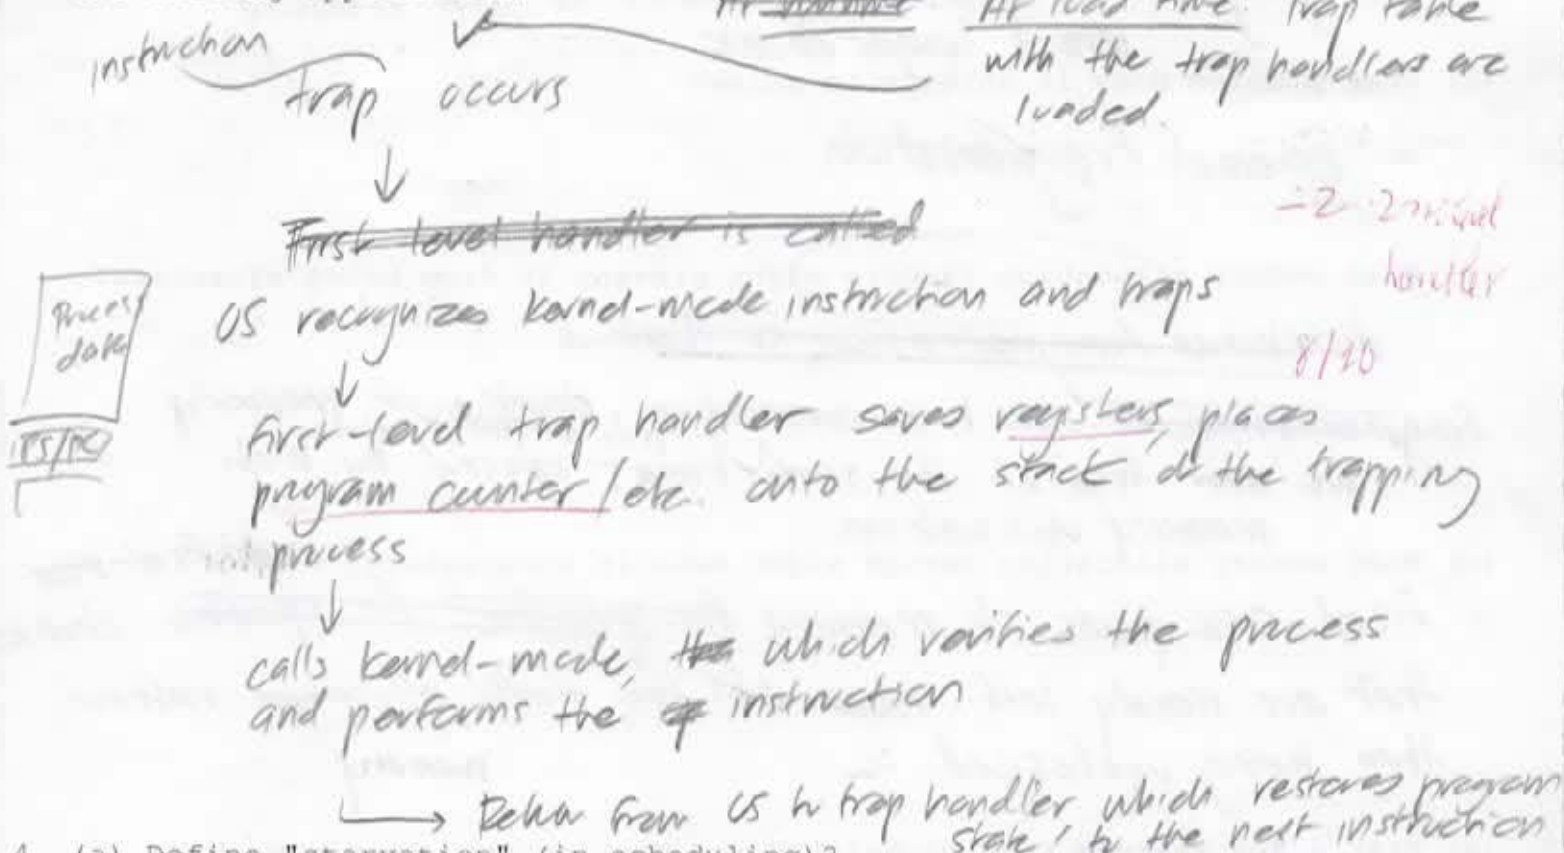 At load time: trap table
instruction
with the trap handlers are
trap occurs
loaded.
-2 2nd level
First level handler is called
handler
Process
data
OS recognizes kernel-mode instruction and traps
8/10
first-level trap handler saves registers, places
PS/PC
program counter/etc. onto the stack of the trapping
process
calls kernel-mode, which verifies the process
and performs the instruction
Return from OS to trap handler which restores program
state, to the next instruction
4. (a) Define "starvation" (in scheduling)?